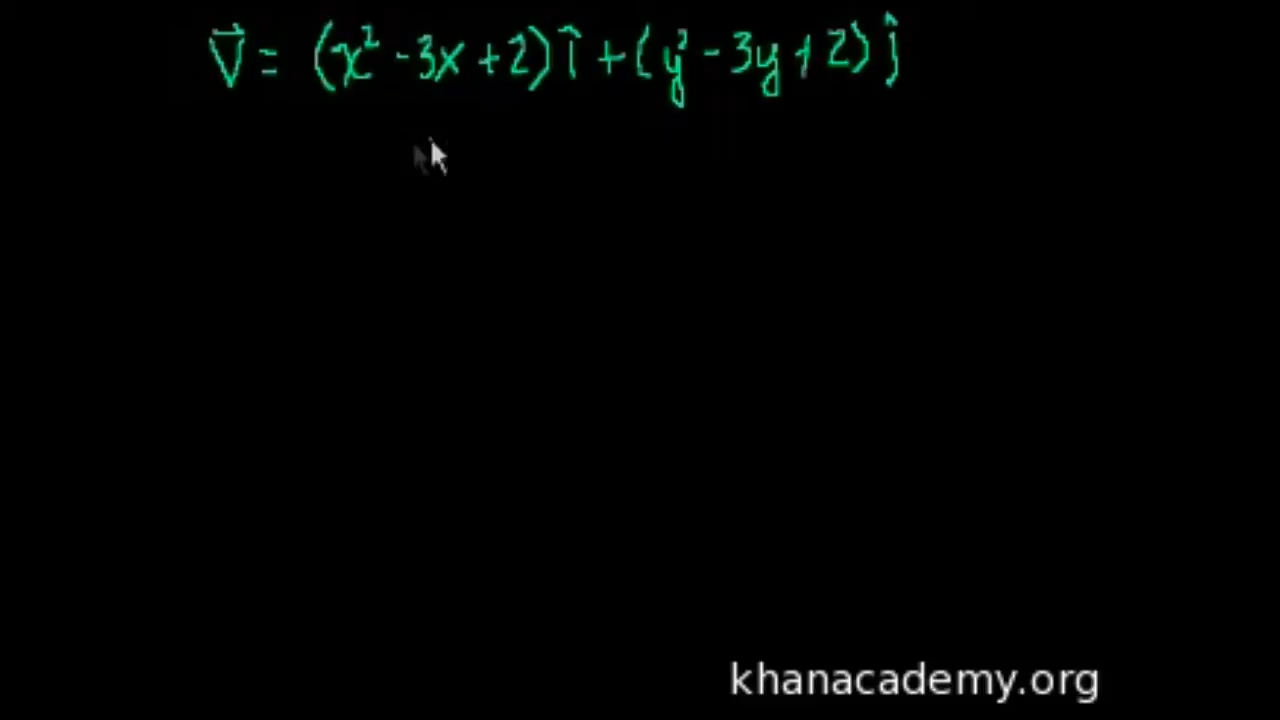 v⃗ = (x² - 3x + 2) î + (y² - 3y + 2) ĵ
khanacademy.org